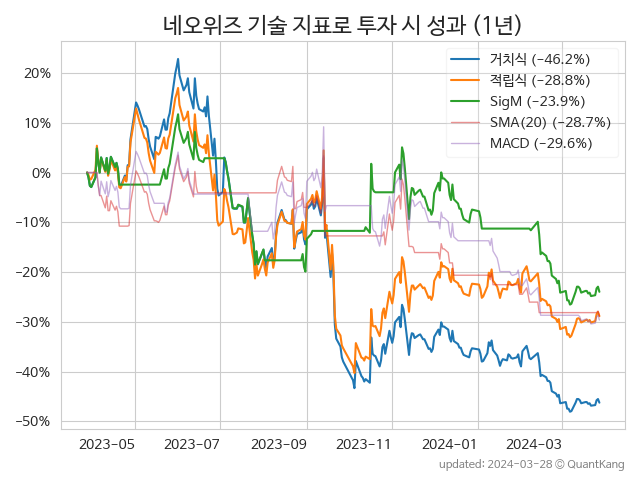 네오위즈 기술 지표로 투자 시 성과 (1년)
거치식 (−46.2%)
적립식 (−28.8%)
SigM (−23.9%)
SMA(20) (−28.7%)
MACD (−29.6%)
20%
10%
0%
−10%
−20%
−30%
−40%
−50%
2023-05 2023-07 2023-09 2023-11 2024-01 2024-03
updated: 2024-03-28 © QuantKang